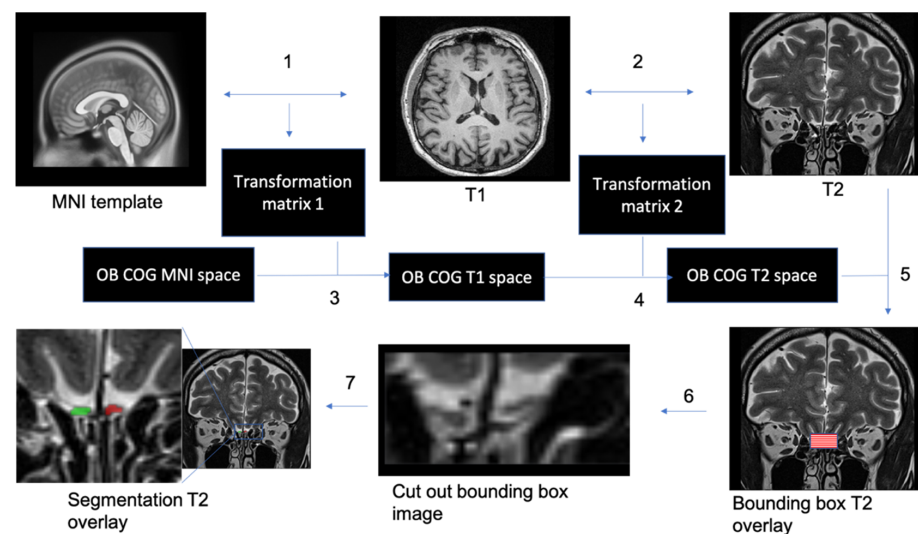 1
2
MNI template
Transformation
matrix 1
T1
Transformation
matrix 2
T2
OB COG MNI space
3
OB COG T1 space
4
OB COG T2 space
5
7
6
Segmentation T2
overlay
Cut out bounding box
image
Bounding box T2
overlay